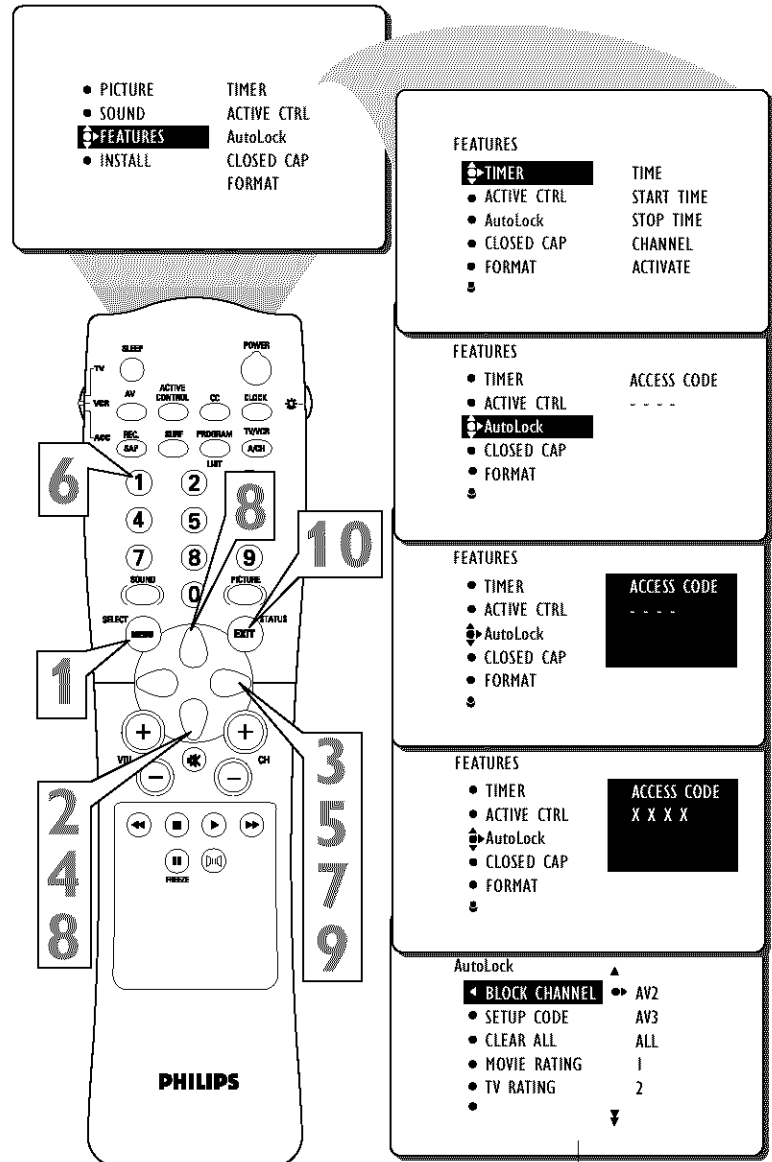 PICTURE TIMER
SOUND ACTIVE CTRL
FEATURES AutoLock
INSTALL CLOSED CAP
FORMAT
FEATURES
TIMER TIME
ACTIVE CTRL START TIME
AutoLock STOP TIME
CLOSED CAP CHANNEL
FORMAT ACTIVATE
FEATURES
TIMER ACCESS CODE
ACTIVE CTRL - - - -
AutoLock
CLOSED CAP
FORMAT
FEATURES
TIMER ACCESS CODE
ACTIVE CTRL - - - -
AutoLock
CLOSED CAP
FORMAT
FEATURES
TIMER ACCESS CODE
ACTIVE CTRL X X X X
AutoLock
CLOSED CAP
FORMAT
AutoLock
BLOCK CHANNEL AV2
SETUP CODE AV3
CLEAR ALL ALL
MOVIE RATING 1
TV RATING 2
SLEEP POWER
TV
VCR AV ACTIVE CONTROL CC CLOCK
ACC REC. SURF PROGRAM TV/VCR
SAP LIST A/CH
6 1 2 8
4 5 10
7 8 9
SOUND 0 PICTURE
SELECT MENU EXIT STATUS
1
+ +
CH
- -
2 3
4 5
8 7
9
FREEZE
PHILIPS